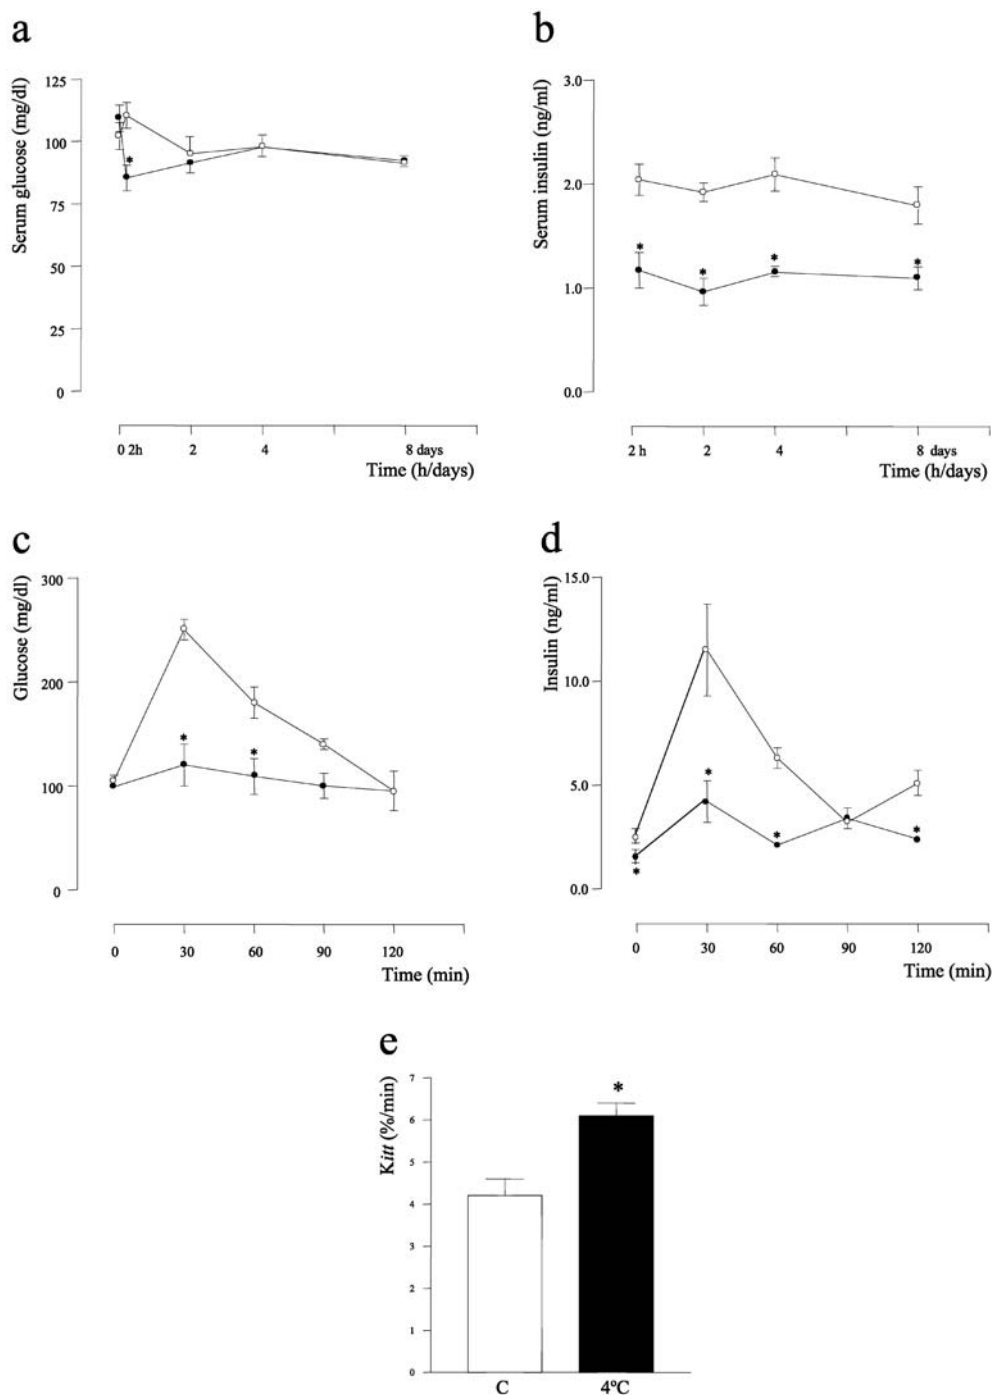 a
Serum glucose (mg/dl)
125
100
75
50
25
0
*
0 2h 2 4 8 days
Time (h/days)
b
Serum insulin (ng/ml)
3.0
2.0
1.0
0.0
* * * *
2 h 2 4 8 days
Time (h/days)
c
Glucose (mg/dl)
300
200
100
0
* *
0 30 60 90 120
Time (min)
d
Insulin (ng/ml)
15.0
10.0
5.0
0.0
* * * *
0 30 60 90 120
Time (min)
e
Kitt (%/min)
7
6
5
4
3
2
1
0
*
C 4ºC